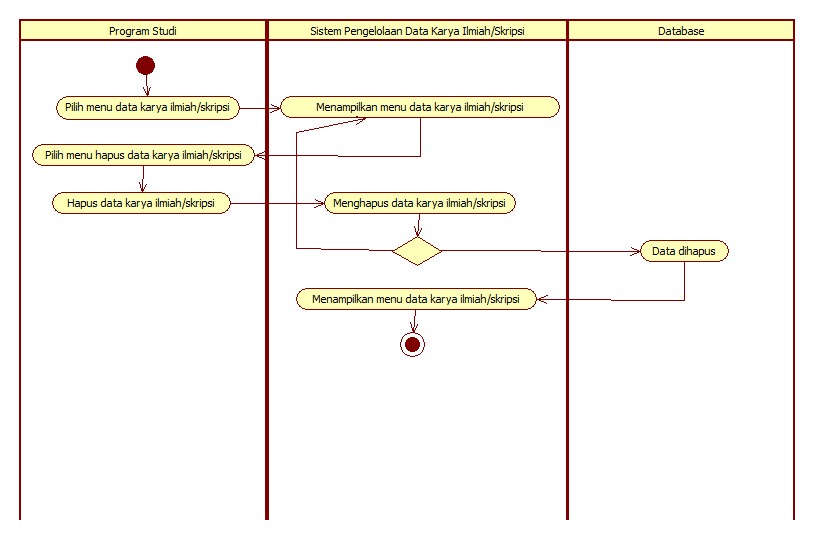 Program Studi
Sistem Pengelolaan Data Karya Ilmiah/Skripsi
Database
Pilih menu data karya ilmiah/skripsi
Menampilkan menu data karya ilmiah/skripsi
Pilih menu hapus data karya ilmiah/skripsi
Hapus data karya ilmiah/skripsi
Menghapus data karya ilmiah/skripsi
Data dihapus
Menampilkan menu data karya ilmiah/skripsi